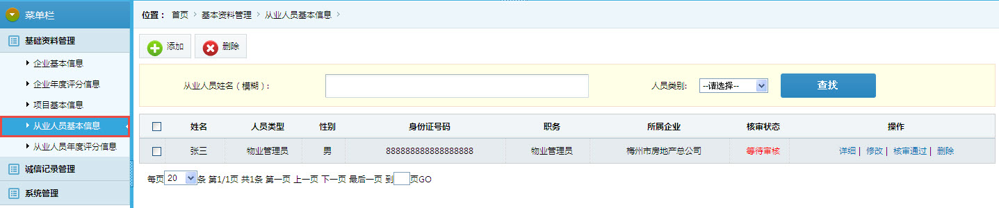 菜单栏
基础资料管理
企业基本信息
企业年度评分信息
项目基本信息
从业人员基本信息
从业人员年度评分信息
诚信记录管理
系统管理
位置： 首页 › 基本资料管理 › 从业人员基本信息 ›
添加 删除
从业人员姓名（模糊）： 人员类别: --请选择-- 查找
姓名 人员类型 性别 身份证号码 职务 所属企业 核审状态 操作
张三 物业管理员 男 888888888888888888 物业管理员 梅州市房地产总公司 等待审核 详细 | 修改 | 核审通过 | 删除
每页 20 条 第1/1页 共1条 第一页 上一页 下一页 最后一页 到 页GO